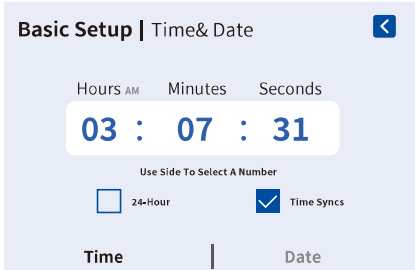 Basic Setup | Time& Date
Hours AM Minutes Seconds
03 : 07 : 31
Use Side To Select A Number
24-Hour Time Syncs
Time | Date